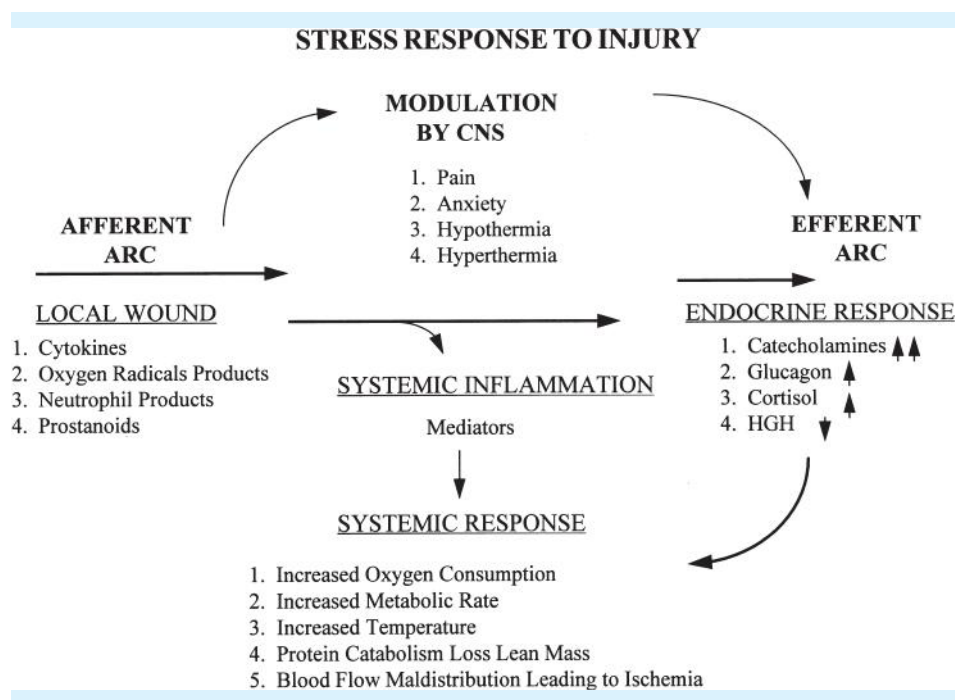 STRESS RESPONSE TO INJURY
MODULATION
BY CNS
1. Pain
2. Anxiety
3. Hypothermia
4. Hyperthermia
AFFERENT
ARC
EFFERENT
ARC
LOCAL WOUND
1. Cytokines
2. Oxygen Radicals Products
3. Neutrophil Products
4. Prostanoids
SYSTEMIC INFLAMMATION
Mediators
ENDOCRINE RESPONSE
1. Catecholamines
2. Glucagon
3. Cortisol
4. HGH
SYSTEMIC RESPONSE
1. Increased Oxygen Consumption
2. Increased Metabolic Rate
3. Increased Temperature
4. Protein Catabolism Loss Lean Mass
5. Blood Flow Maldistribution Leading to Ischemia